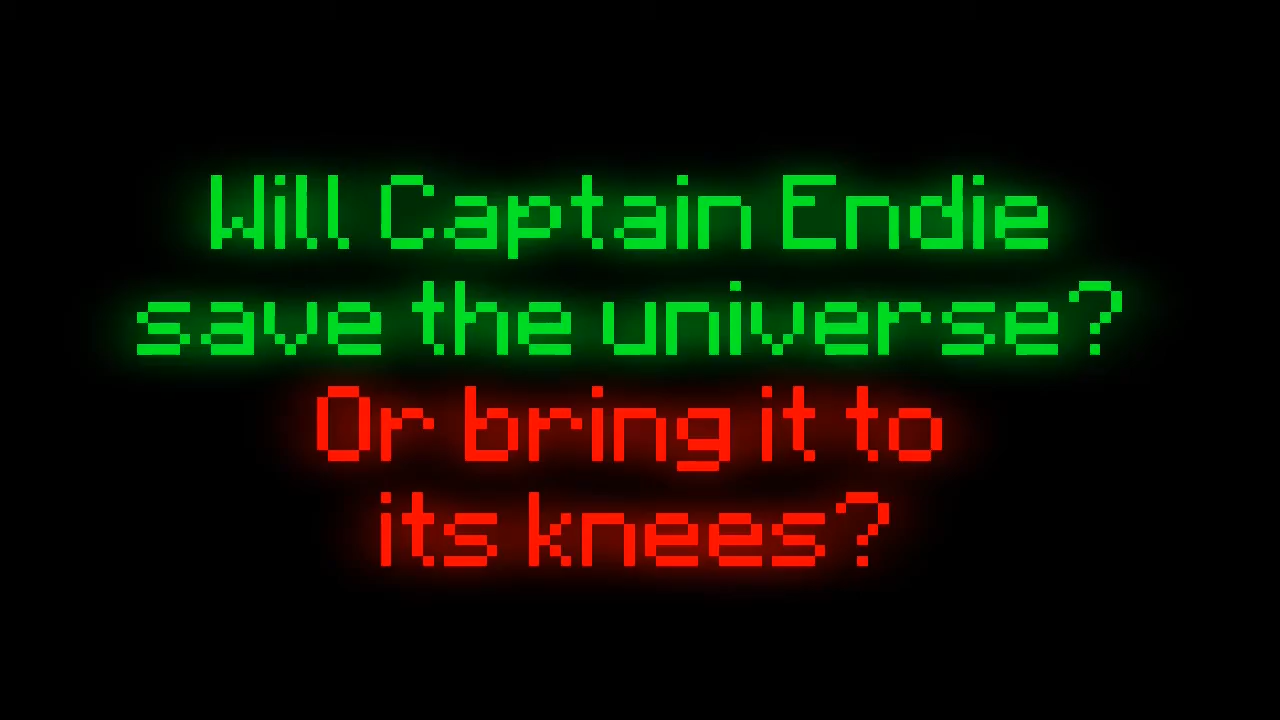 Will Captain Endie
save the universe?
Or bring it to
its knees?